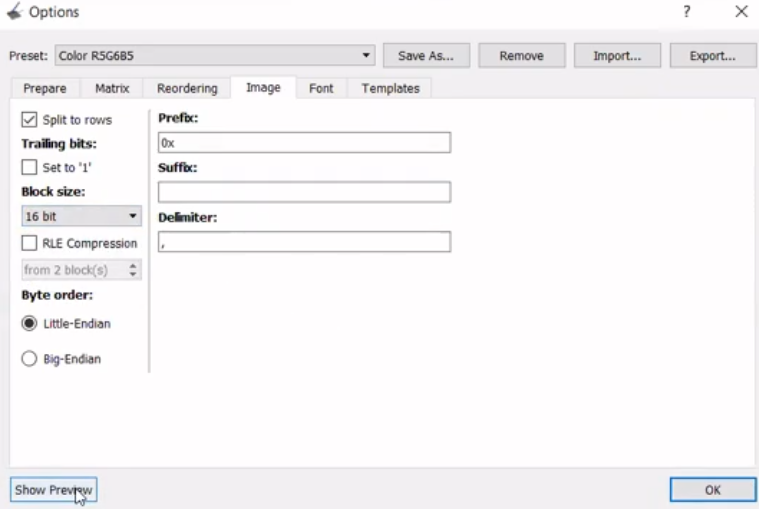 Options
?
Preset: Color R5G6B5 Save As... Remove Import... Export...
Prepare Matrix Reordering Image Font Templates
Split to rows
Trailing bits:
Set to '1'
Block size:
16 bit
RLE Compression
from 2 block(s)
Byte order:
Little-Endian
Big-Endian
Prefix:
0x
Suffix:
Delimiter:
,
Show Preview OK